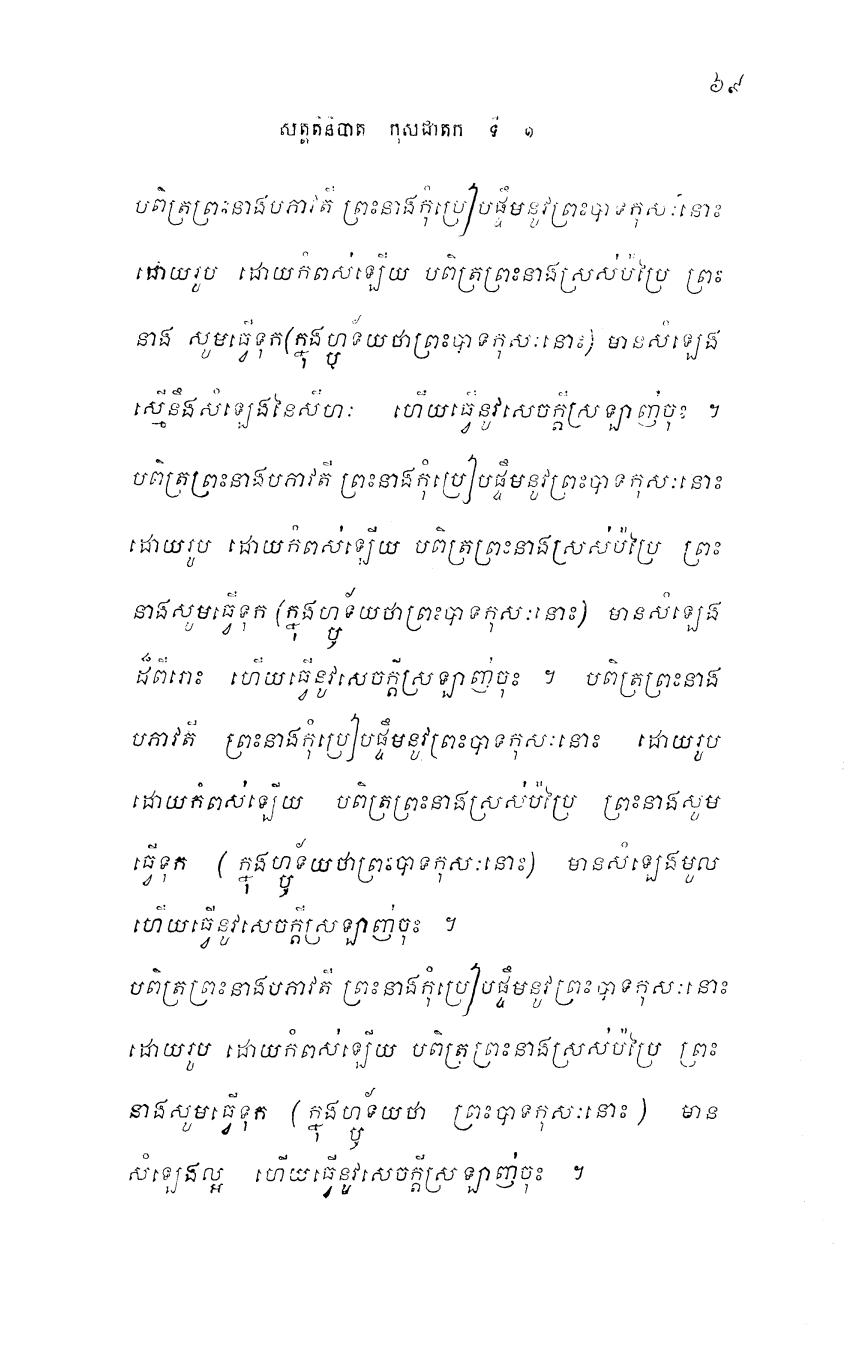 ៦៩
សត្តតិនិបាត កុសជាតក ទី ១
បពិត្រព្រះនាងបភាវតី ព្រះនាងកុំប្រៀបផ្ទឹមនូវព្រះបាទកុសៈនោះ
ដោយរូប ដោយកំពស់ឡើយ បពិត្រព្រះនាងស្រស់បំប្រៃ ព្រះ
នាង សូមធ្វើទុក(ក្នុងហ្ឫទ័យថាព្រះបាទកុសៈនោះ) មានសំឡេង
ស្មើនឹងសំឡេងនៃសីហៈ ហើយធ្វើនូវសេចក្តីស្រឡាញ់ចុះ ។
បពិត្រព្រះនាងបភាវតី ព្រះនាងកុំប្រៀបផ្ទឹមនូវព្រះបាទកុសៈនោះ
ដោយរូប ដោយកំពស់ឡើយ បពិត្រព្រះនាងស្រស់បំប្រៃ ព្រះ
នាងសូមធ្វើទុក (ក្នុងហ្ឫទ័យថាព្រះបាទកុសៈនោះ) មានសំឡេង
ដ៏ពីរោះ ហើយធ្វើនូវសេចក្តីស្រឡាញ់ចុះ ។ បពិត្រព្រះនាង
បភាវតី ព្រះនាងកុំប្រៀបផ្ទឹមនូវព្រះបាទកុសៈនោះ ដោយរូប
ដោយកំពស់ឡើយ បពិត្រព្រះនាងស្រស់បំប្រៃ ព្រះនាងសូម
ធ្វើទុក (ក្នុងហ្ឫទ័យថាព្រះបាទកុសៈនោះ) មានសំឡេងមូល
ហើយធ្វើនូវសេចក្តីស្រឡាញ់ចុះ ។
បពិត្រព្រះនាងបភាវតី ព្រះនាងកុំប្រៀបផ្ទឹមនូវព្រះបាទកុសៈនោះ
ដោយរូប ដោយកំពស់ឡើយ បពិត្រព្រះនាងស្រស់បំប្រៃ ព្រះ
នាងសូមធ្វើទុក (ក្នុងហ្ឫទ័យថា ព្រះបាទកុសៈនោះ) មាន
សំឡេងល្អ ហើយធ្វើនូវសេចក្តីស្រឡាញ់ចុះ ។